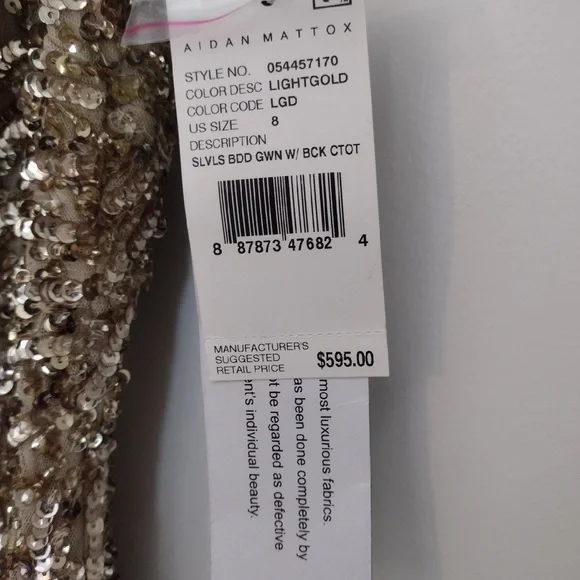 AIDAN MATTOX
STYLE NO. 054457170
COLOR DESC LIGHTGOLD
COLOR CODE LGD
US SIZE 8
DESCRIPTION
SLVLS BDD GWN W/ BCK CTOT
8 87873 47682 4
MANUFACTURER'S
SUGGESTED
RETAIL PRICE $595.00
most luxurious fabrics.
as been done completely by
ot be regarded as defective
ent's individual beauty.